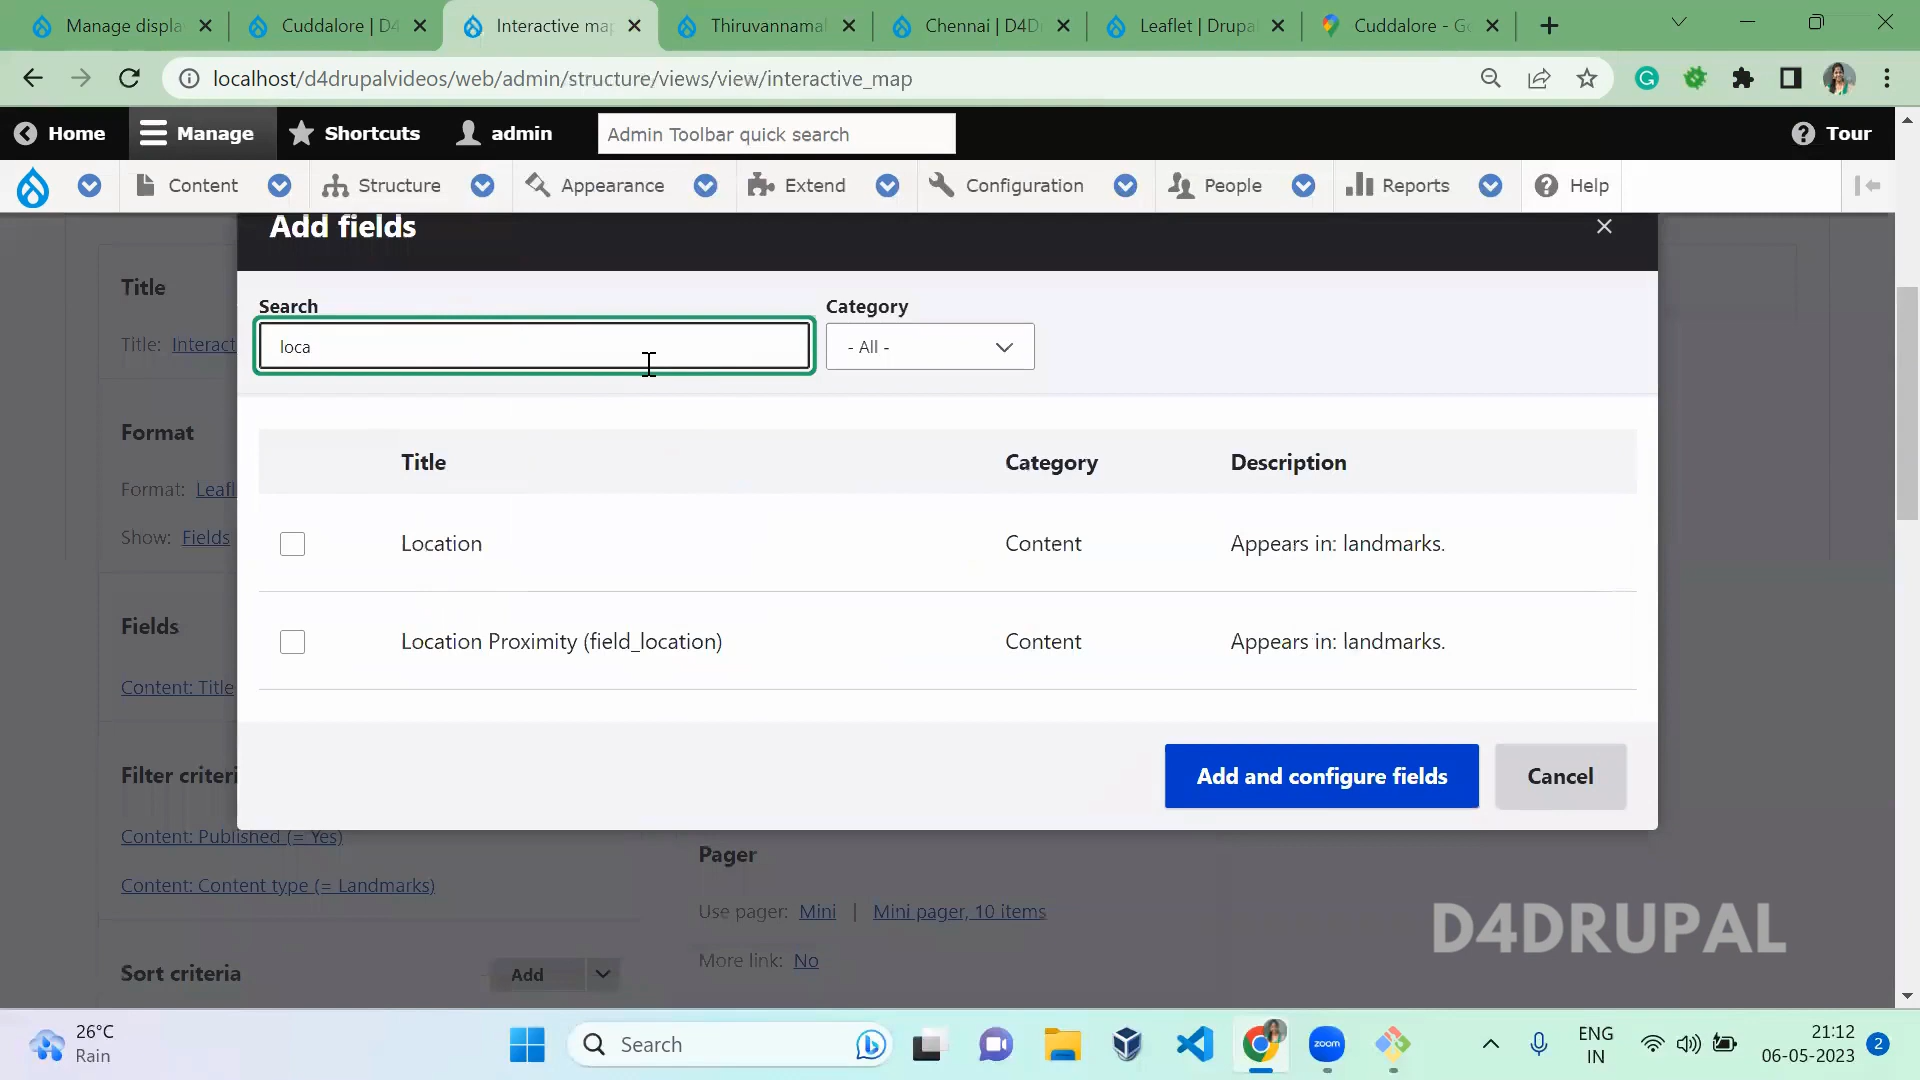 Manage displa
Cuddalore | D4
Interactive ma
Thiruvannamal
Chennai | D4D
Leaflet | Drupa
Cuddalore - Go
localhost/d4drupalvideos/web/admin/structure/views/view/interactive_map
Home
Manage
Shortcuts
admin
Admin Toolbar quick search
Tour
Content
Structure
Appearance
Extend
Configuration
People
Reports
Help
Add fields
Search
Category
loca
- All -
Title
Category
Description
Location
Content
Appears in: landmarks.
Location Proximity (field_location)
Content
Appears in: landmarks.
Add and configure fields
Cancel
Title
Title: Interact
Format
Format: Leafl
Show: Fields
Fields
Content: Title
Filter criteri
Content: Published (= Yes)
Content: Content type (= Landmarks)
Sort criteria
Add
Pager
Use pager: Mini | Mini pager, 10 items
More link: No
D4DRUPAL
26°C
Rain
Search
zoom
ENG
IN
21:12
06-05-2023
2